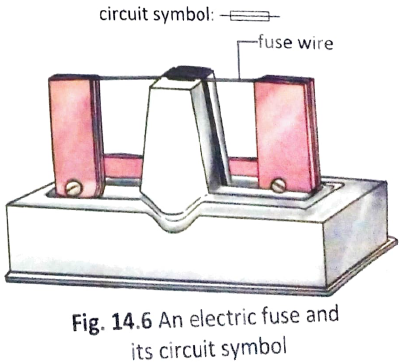 circuit symbol:
fuse wire
Fig. 14.6 An electric fuse and
its circuit symbol